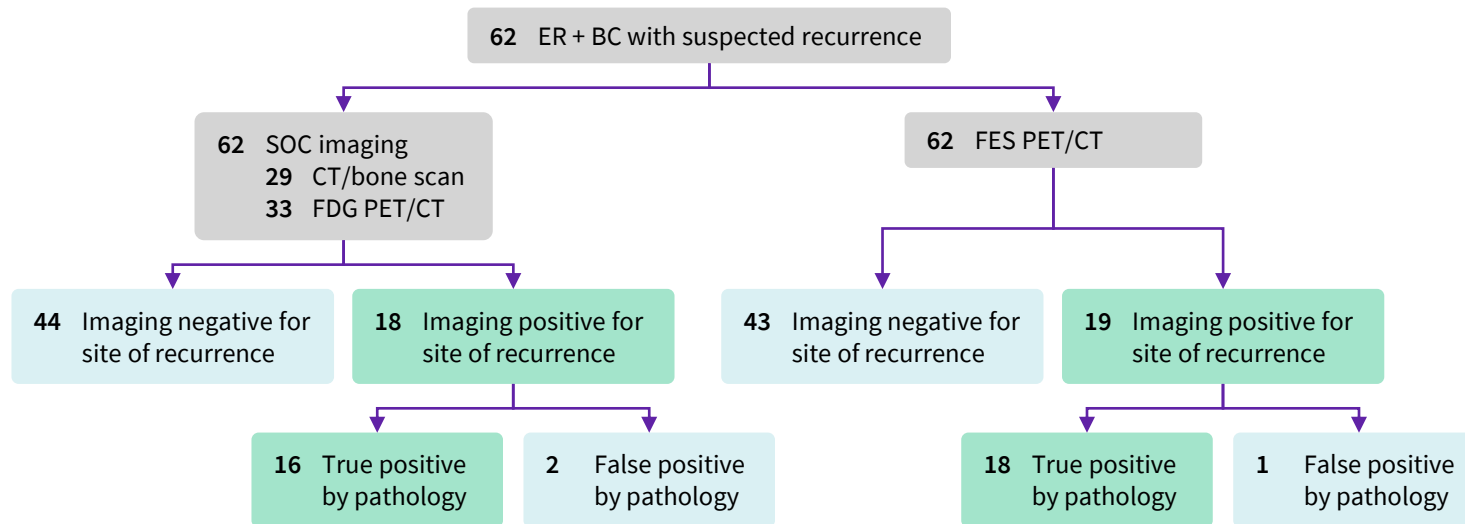 62 ER + BC with suspected recurrence
62 SOC imaging
29 CT/bone scan
33 FDG PET/CT
62 FES PET/CT
44 Imaging negative for
site of recurrence
18 Imaging positive for
site of recurrence
43 Imaging negative for
site of recurrence
19 Imaging positive for
site of recurrence
16 True positive
by pathology
2 False positive
by pathology
18 True positive
by pathology
1 False positive
by pathology